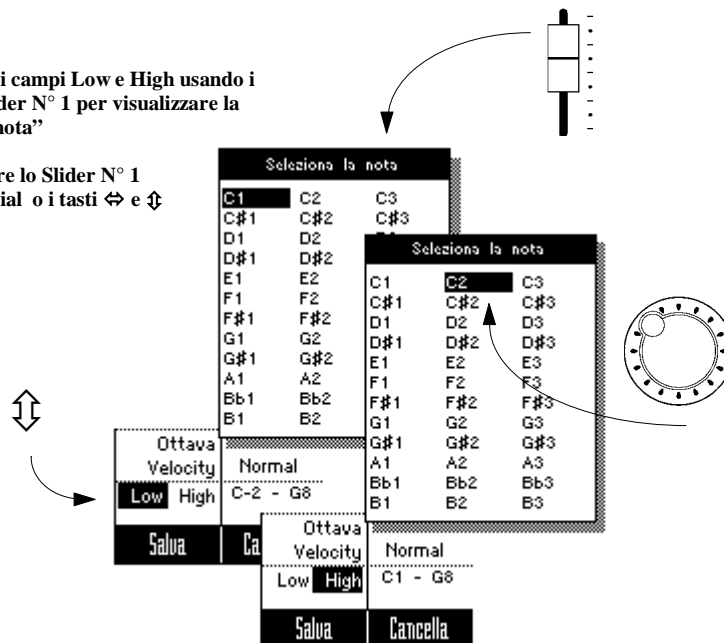 i campi Low e High usando i
der N° 1 per visualizzare la
nota”
re lo Slider N° 1
ial o i tasti ⬄ e ⇳
Seleziona la nota
C1 C2 C3
C#1 C#2 C#3
D1 D2
D#1 D#2
E1 E2
F1 F2
F#1 F#2
G1 G2
G#1 G#2
A1 A2
Bb1 Bb2
B1 B2
Seleziona la nota
C1 C2 C3
C#1 C#2 C#3
D1 D2 D3
D#1 D#2 D#3
E1 E2 E3
F1 F2 F3
F#1 F#2 F#3
G1 G2 G3
G#1 G#2 G#3
A1 A2 A3
Bb1 Bb2 Bb3
B1 B2 B3
Ottava
Velocity Normal
Low High C-2 - G8
Salva Ca
Ottava
Velocity Normal
Low High C1 - G8
Salva Cancella